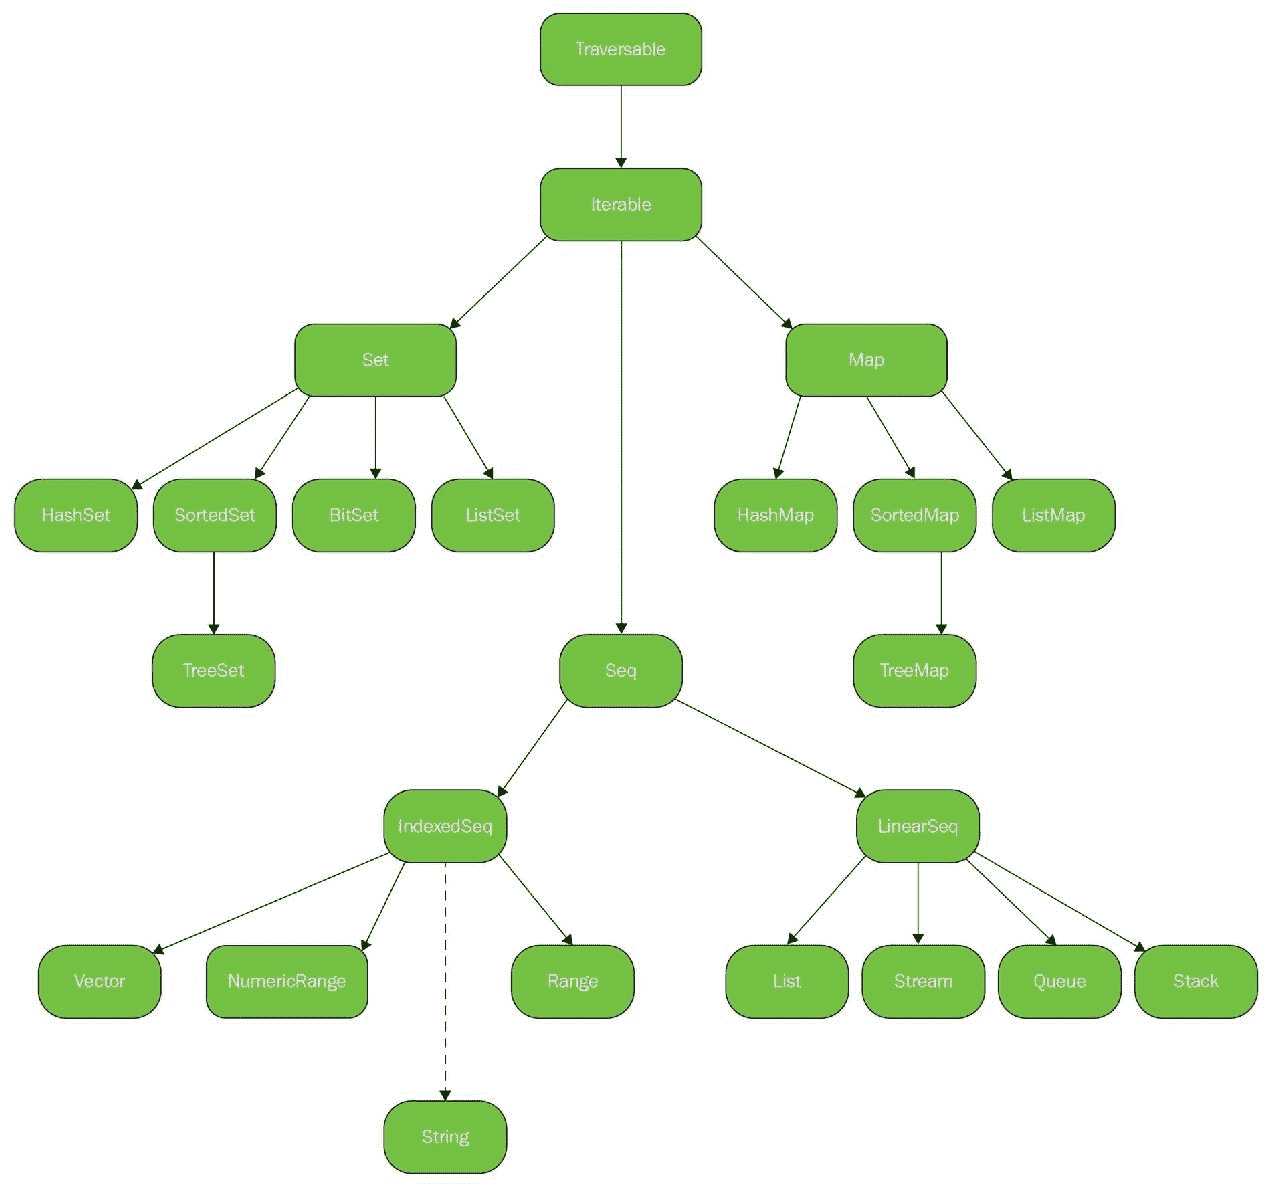 Traversable
Iterable
Set
Map
HashSet
SortedSet
BitSet
ListSet
HashMap
SortedMap
ListMap
TreeSet
Seq
TreeMap
IndexedSeq
LinearSeq
Vector
NumericRange
Range
List
Stream
Queue
Stack
String